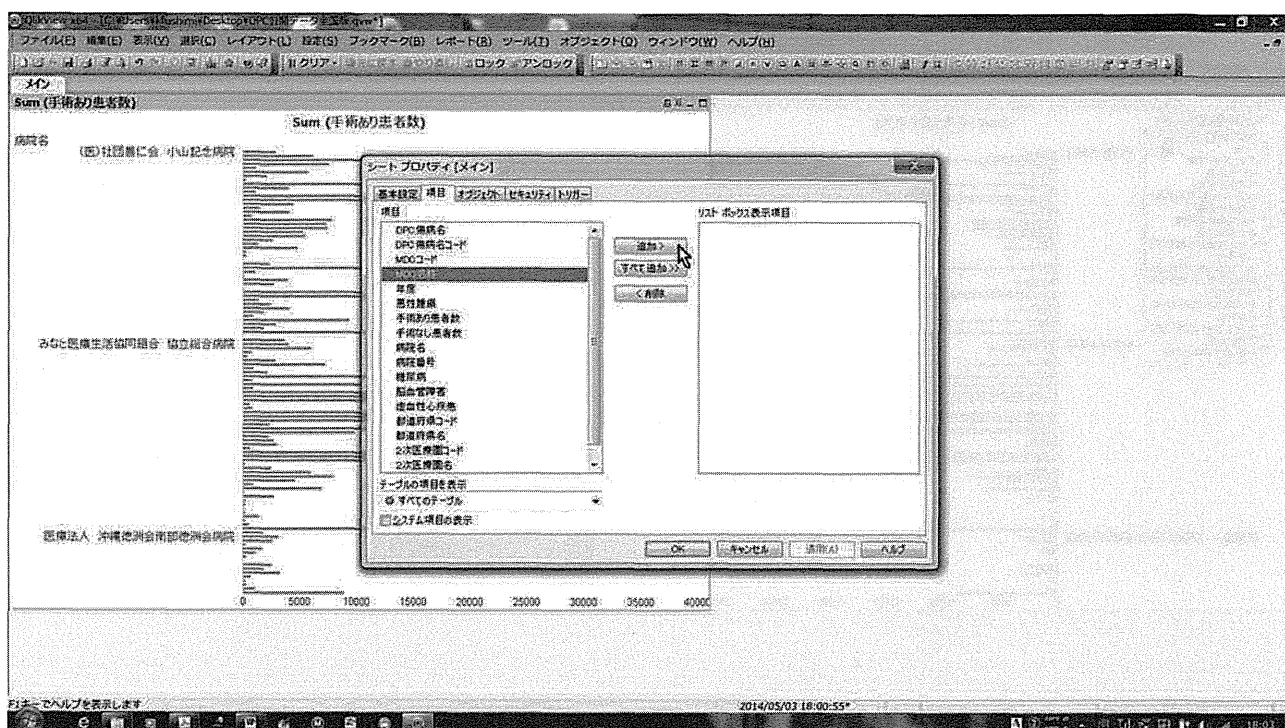 ファイル(F) 編集(E) 表示(V) 選択(C) レイアウト(L) 設定(S) ブックマーク(B) レポート(R) ツール(T) オブジェクト(O) ウィンドウ(W) ヘルプ(H)
クリア ロック アンロック
メイン
Sum (手術あり患者数)
Sum (手術あり患者数)
病院名
(医)社団善仁会 小山記念病院
みなと医療生活協同組合 協立総合病院
医療法人 沖縄徳洲会南部徳洲会病院
0 5000 10000 15000 20000 25000 30000 35000 40000
シート プロパティ [メイン]
基本設定 項目 オブジェクト セキュリティ トリガー
項目
DPC傷病名
DPC傷病名コード
MDCコード
年度
悪性腫瘍
手術あり患者数
手術なし患者数
病院名
病院番号
糖尿病
脳血管障害
虚血性心疾患
都道府県コード
都道府県名
2次医療圏コード
2次医療圏名
テーブルの項目を表示
すべてのテーブル
システム項目の表示
追加 >
すべて追加 >>
< 削除
リスト ボックス表示項目
OK キャンセル 適用(A) ヘルプ
F1キーでヘルプを表示します
2014/05/03 18:00:55*